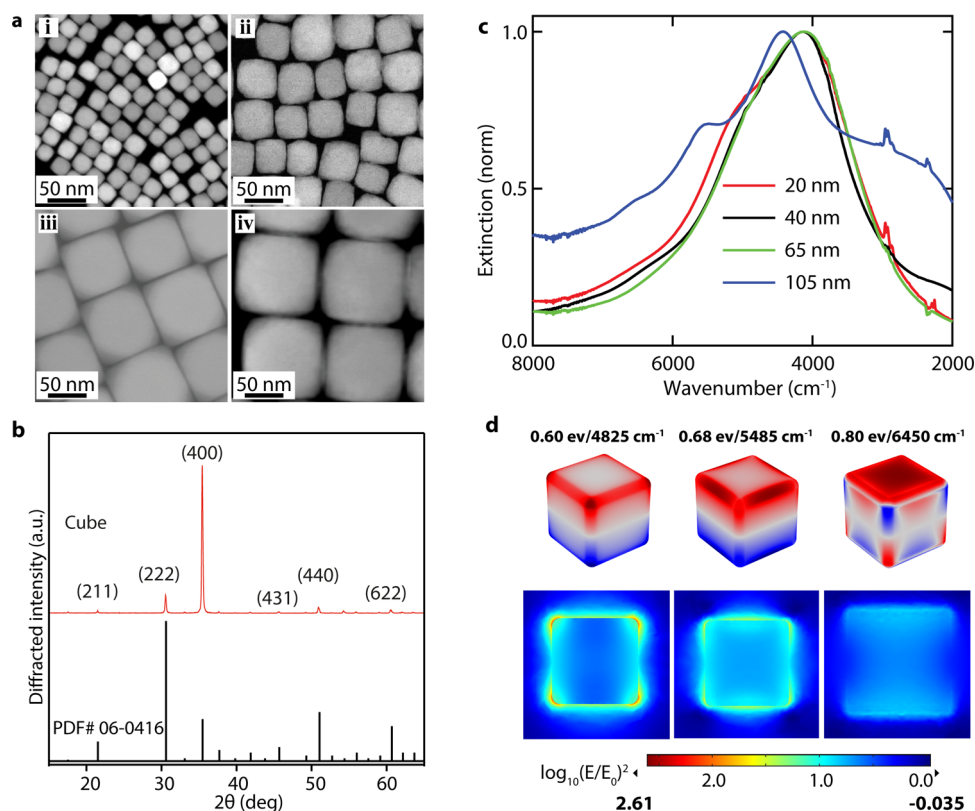 a
i
ii
50 nm
50 nm
iii
iv
50 nm
50 nm
b
(400)
Cube
(211)
(222)
(431)
(440)
(622)
PDF# 06-0416
Diffracted intensity (a.u.)
20
30
40
50
60
2θ (deg)
c
1.0
0.5
0.0
Extinction (norm)
20 nm
40 nm
65 nm
105 nm
8000
6000
4000
2000
Wavenumber (cm⁻¹)
d
0.60 ev/4825 cm⁻¹
0.68 ev/5485 cm⁻¹
0.80 ev/6450 cm⁻¹
log₁₀(E/E₀)²
2.0
1.0
0.0
2.61
-0.035